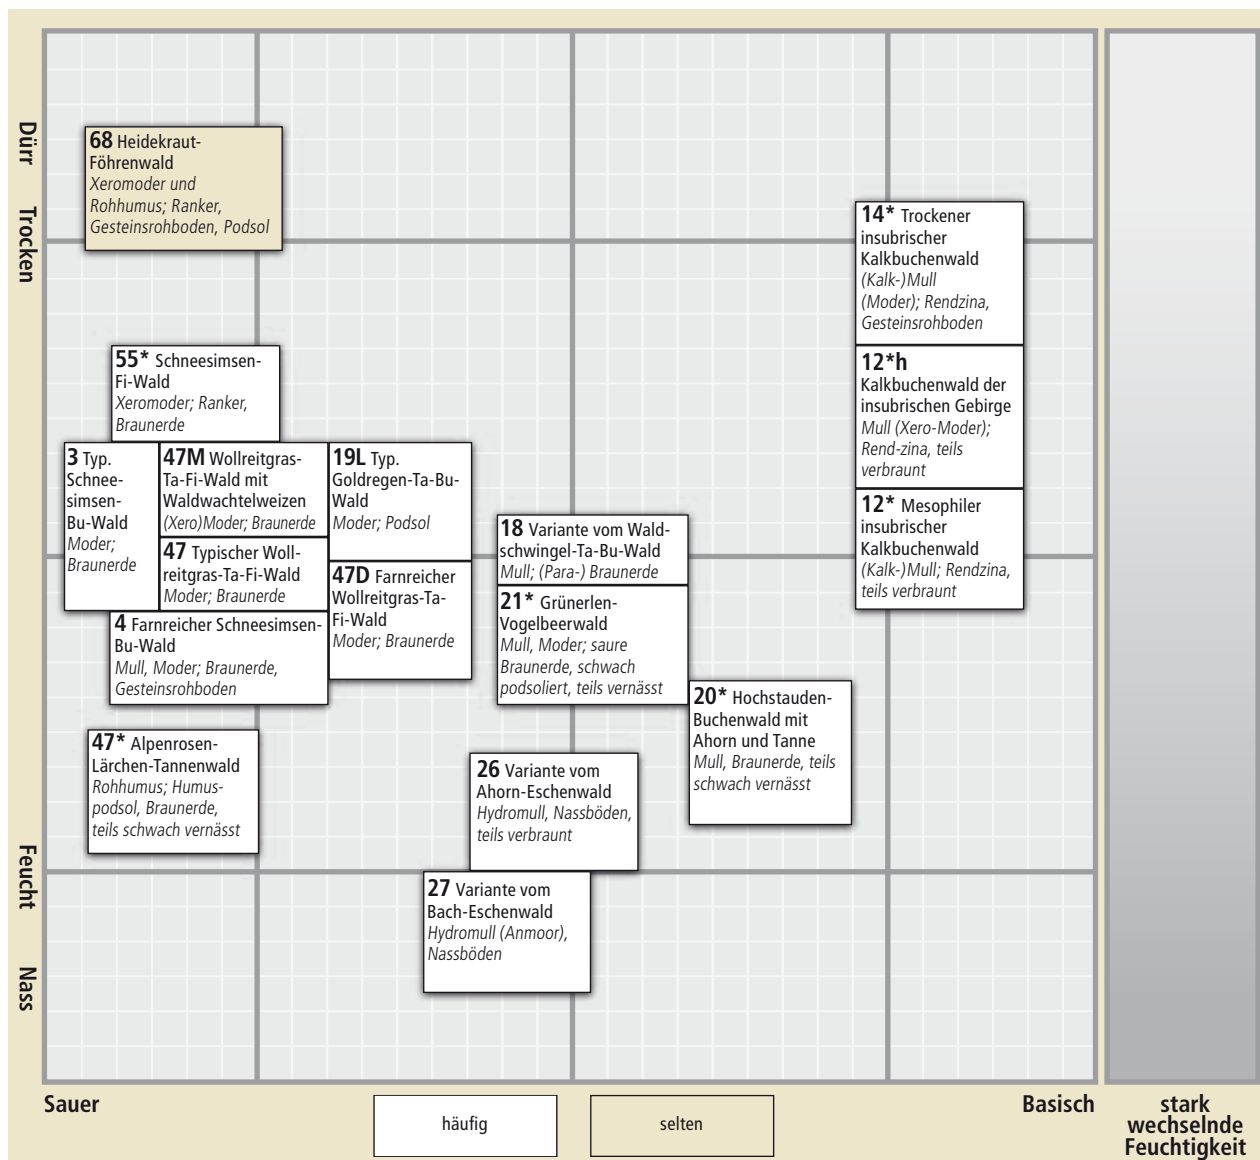 Dürr
Trocken
Feucht
Nass
68 Heidekraut-
Föhrenwald
Xeromoder und
Rohhumus; Ranker,
Gesteinsrohboden, Podsol
14* Trockener
insubrischer
Kalkbuchenwald
(Kalk-)Mull
(Moder); Rendzina,
Gesteinsrohboden
55* Schneesimsen-
Fi-Wald
Xeromoder; Ranker,
Braunerde
12*h
Kalkbuchenwald der
insubrischen Gebirge
Mull (Xero-Moder);
Rend-zina, teils
verbraunt
3 Typ.
Schnee-
simsen-
Bu-Wald
Moder;
Braunerde
47M Wollreitgras-
Ta-Fi-Wald mit
Waldwachtelweizen
(Xero)Moder; Braunerde
19L Typ.
Goldregen-Ta-Bu-
Wald
Moder; Podsol
12* Mesophiler
insubrischer
Kalkbuchenwald
(Kalk-)Mull; Rendzina,
teils verbraunt
18 Variante vom Wald-
schwingel-Ta-Bu-Wald
Mull; (Para-) Braunerde
47 Typischer Woll-
reitgras-Ta-Fi-Wald
Moder; Braunerde
47D Farnreicher
Wollreitgras-Ta-
Fi-Wald
Moder; Braunerde
21* Grünerlen-
Vogelbeerwald
Mull, Moder; saure
Braunerde, schwach
podsoliert, teils vernässt
4 Farnreicher Schneesimsen-
Bu-Wald
Mull, Moder; Braunerde,
Gesteinsrohboden
20* Hochstauden-
Buchenwald mit
Ahorn und Tanne
Mull, Braunerde, teils
schwach vernässt
47* Alpenrosen-
Lärchen-Tannenwald
Rohhumus; Humus-
podsol, Braunerde,
teils schwach vernässt
26 Variante vom
Ahorn-Eschenwald
Hydromull, Nassböden,
teils verbraunt
27 Variante vom
Bach-Eschenwald
Hydromull (Anmoor),
Nassböden
Sauer
Basisch
häufig
selten
stark
wechselnde
Feuchtigkeit